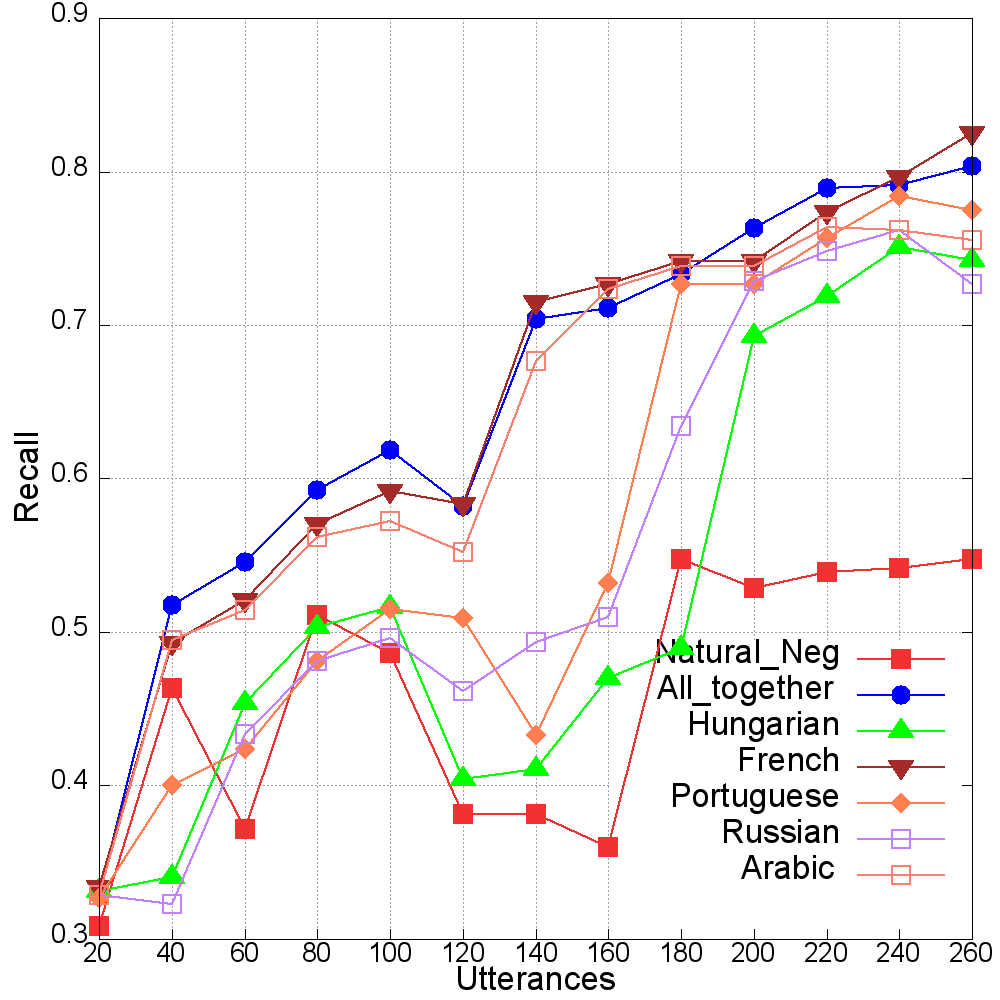 0.9
0.8
0.7
0.6
0.5
0.4
0.3
Recall
Natural_Neg
All_together
Hungarian
French
Portuguese
Russian
Arabic
20 40 60 80 100 120 140 160 180 200 220 240 260
Utterances